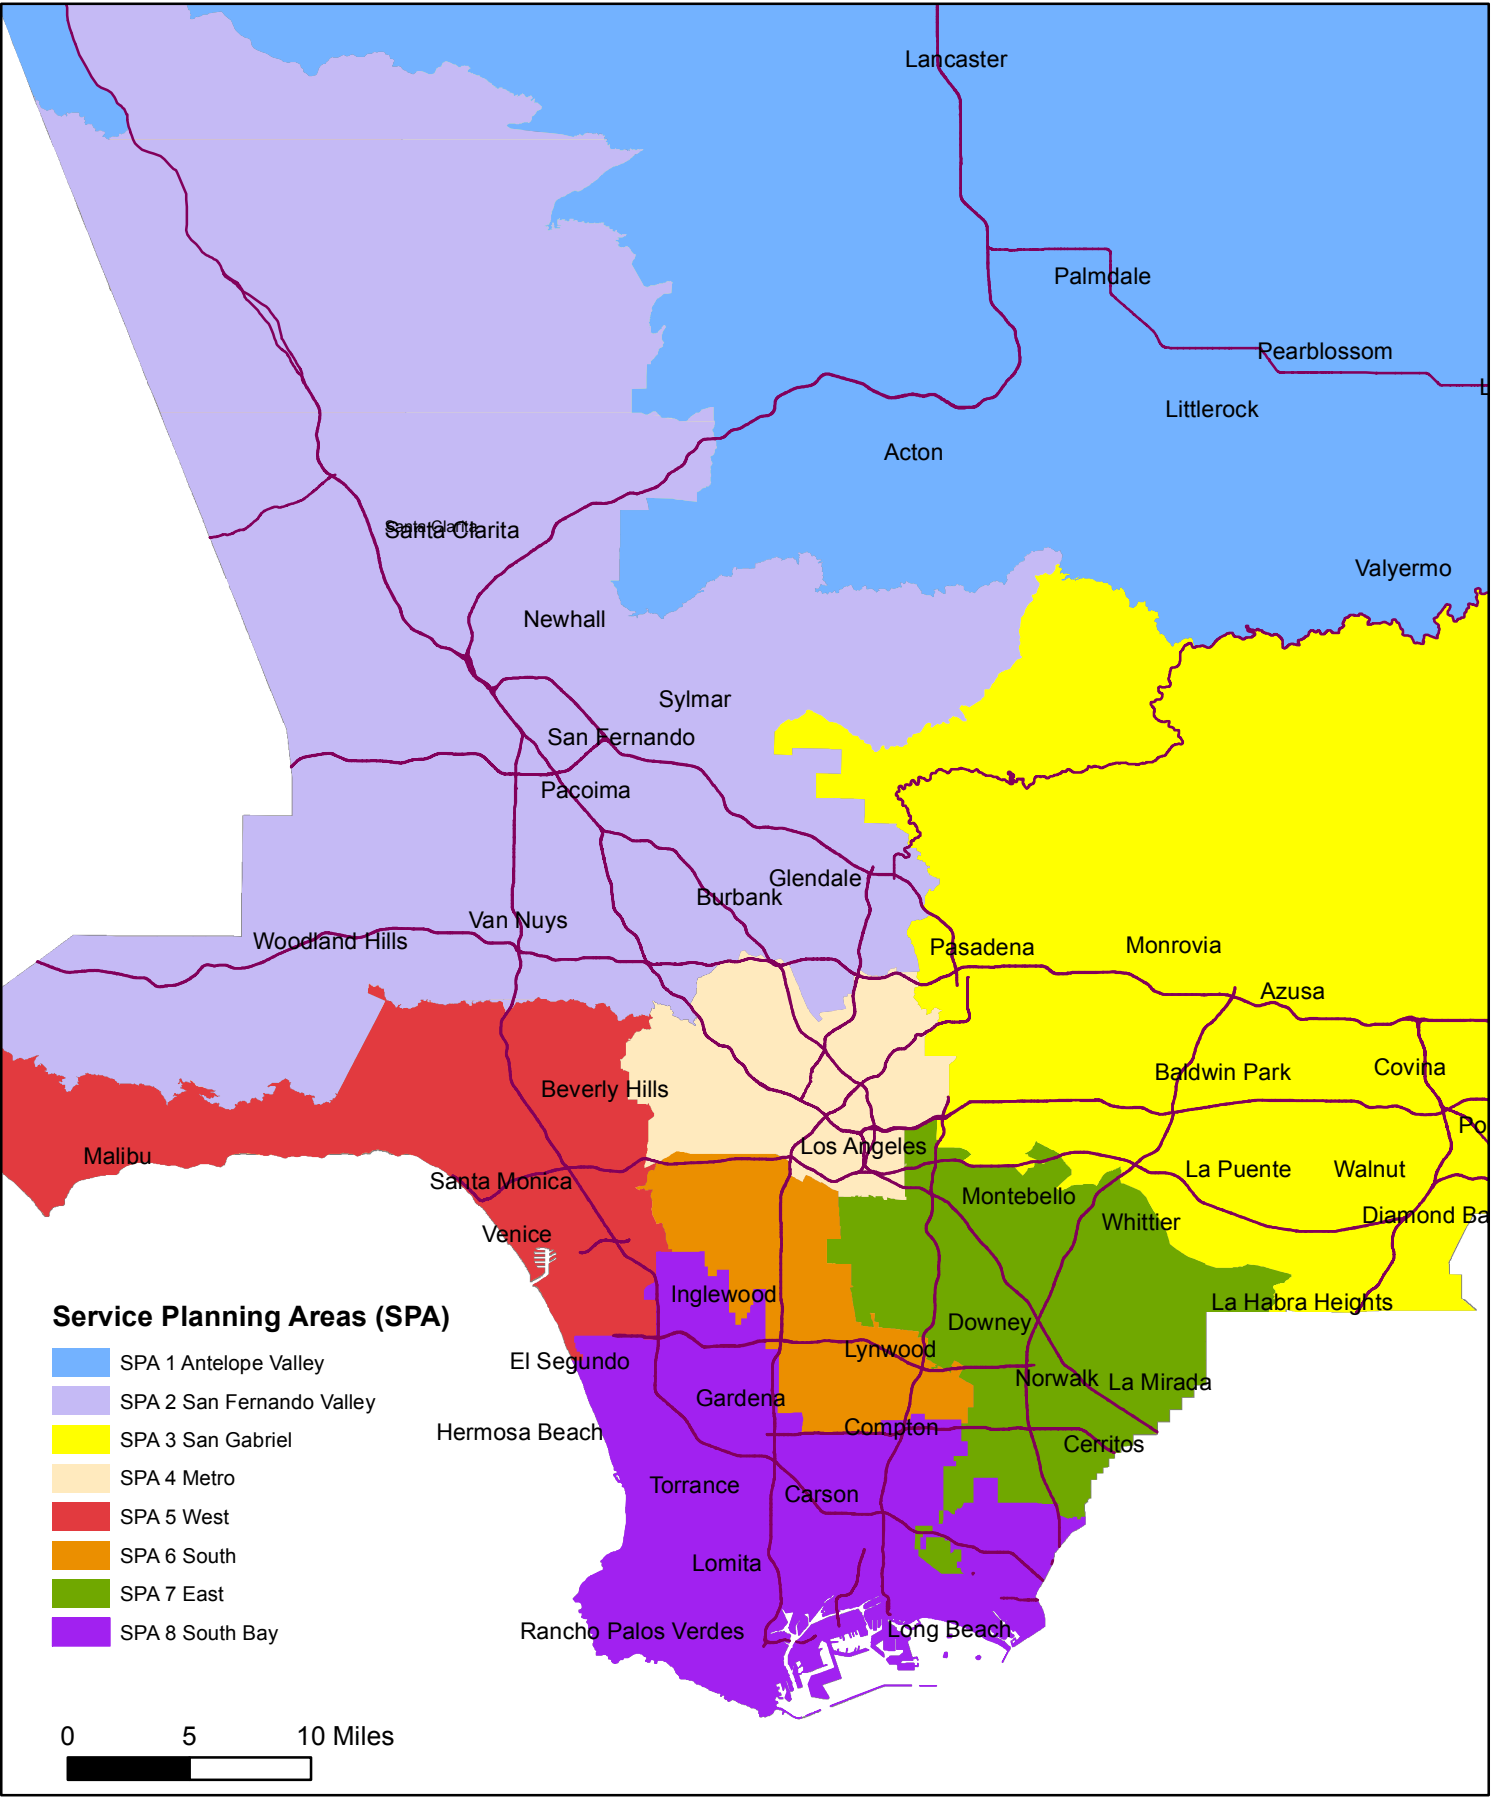 Lancaster
Palmdale
Pearblossom
L
Littlerock
Acton
Santa Clarita
Santa Clarita
Valyermo
Newhall
Sylmar
San Fernando
Pacoima
Glendale
Burbank
Van Nuys
Woodland Hills
Pasadena
Monrovia
Azusa
Baldwin Park
Covina
Beverly Hills
Po
Los Angeles
Malibu
La Puente
Walnut
Santa Monica
Montebello
Whittier
Diamond Ba
Venice
Inglewood
La Habra Heights
Downey
Lynwood
El Segundo
Norwalk
La Mirada
Gardena
Hermosa Beach
Compton
Cerritos
Torrance
Carson
Lomita
Rancho Palos Verdes
Long Beach
Service Planning Areas (SPA)
SPA 1 Antelope Valley
SPA 2 San Fernando Valley
SPA 3 San Gabriel
SPA 4 Metro
SPA 5 West
SPA 6 South
SPA 7 East
SPA 8 South Bay
0 5 10 Miles